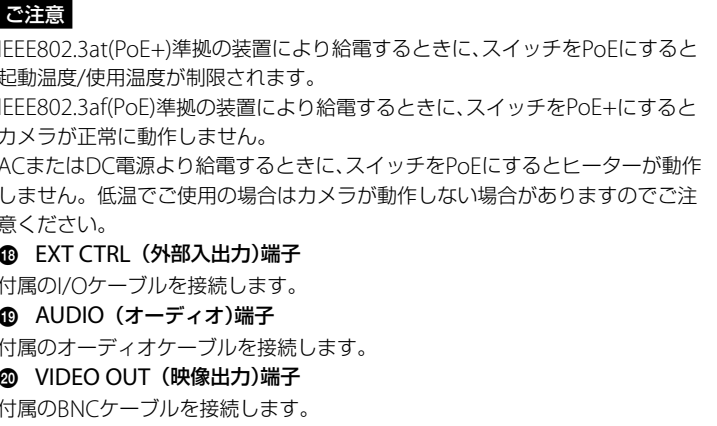 ご注意
IEEE802.3at(PoE+)準拠の装置により給電するときに、スイッチをPoEにすると
起動温度/使用温度が制限されます。
IEEE802.3af(PoE)準拠の装置により給電するときに、スイッチをPoE+にすると
カメラが正常に動作しません。
ACまたはDC電源より給電するときに、スイッチをPoEにするとヒーターが動作
しません。低温でご使用の場合はカメラが動作しない場合がありますのでご注
意ください。
⓲ EXT CTRL（外部入出力）端子
付属のI/Oケーブルを接続します。
⓳ AUDIO（オーディオ）端子
付属のオーディオケーブルを接続します。
⓴ VIDEO OUT（映像出力）端子
付属のBNCケーブルを接続します。